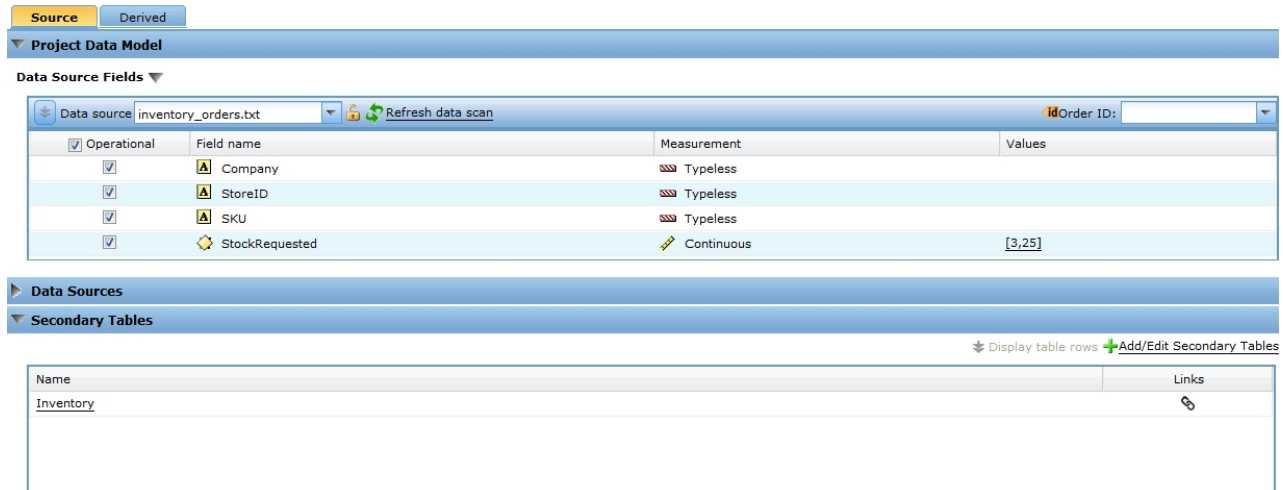 Source Derived
Project Data Model
Data Source Fields
Data source inventory_orders.txt Refresh data scan id Order ID:
Operational Field name Measurement Values
A Company Typeless
A StoreID Typeless
A SKU Typeless
StockRequested Continuous [3,25]
Data Sources
Secondary Tables
Display table rows Add/Edit Secondary Tables
Name Links
Inventory